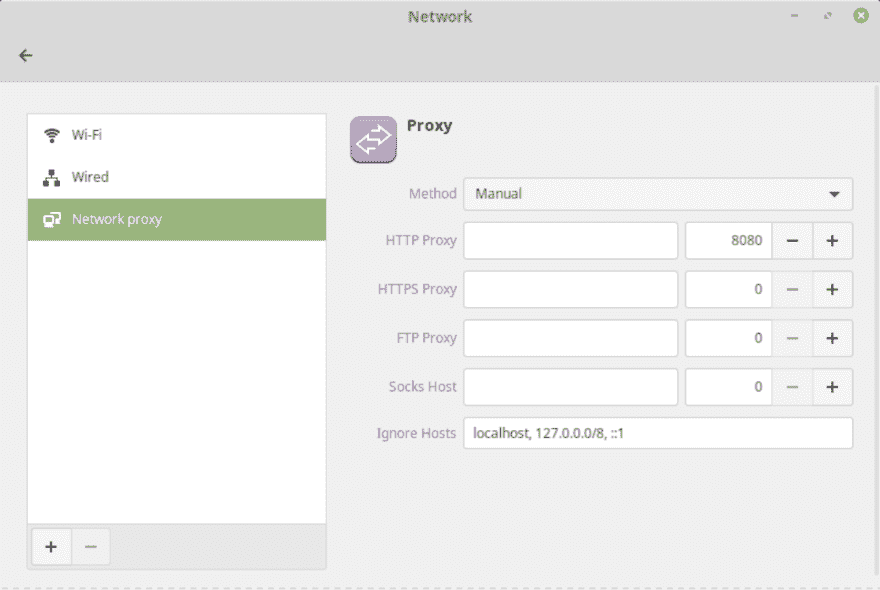 Network
Wi-Fi
Wired
Network proxy
Proxy
Method Manual
HTTP Proxy 8080 − +
HTTPS Proxy 0 − +
FTP Proxy 0 − +
Socks Host 0 − +
Ignore Hosts localhost, 127.0.0.0/8, ::1
+ −